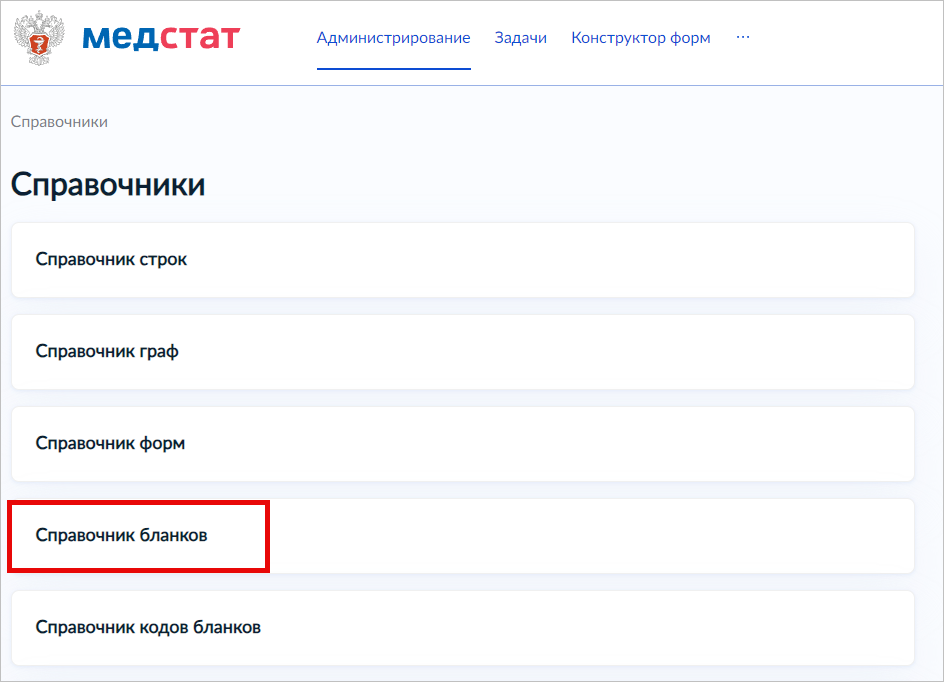 медстат
Администрирование Задачи Конструктор форм ...
Справочники
Справочники
Справочник строк
Справочник граф
Справочник форм
Справочник бланков
Справочник кодов бланков